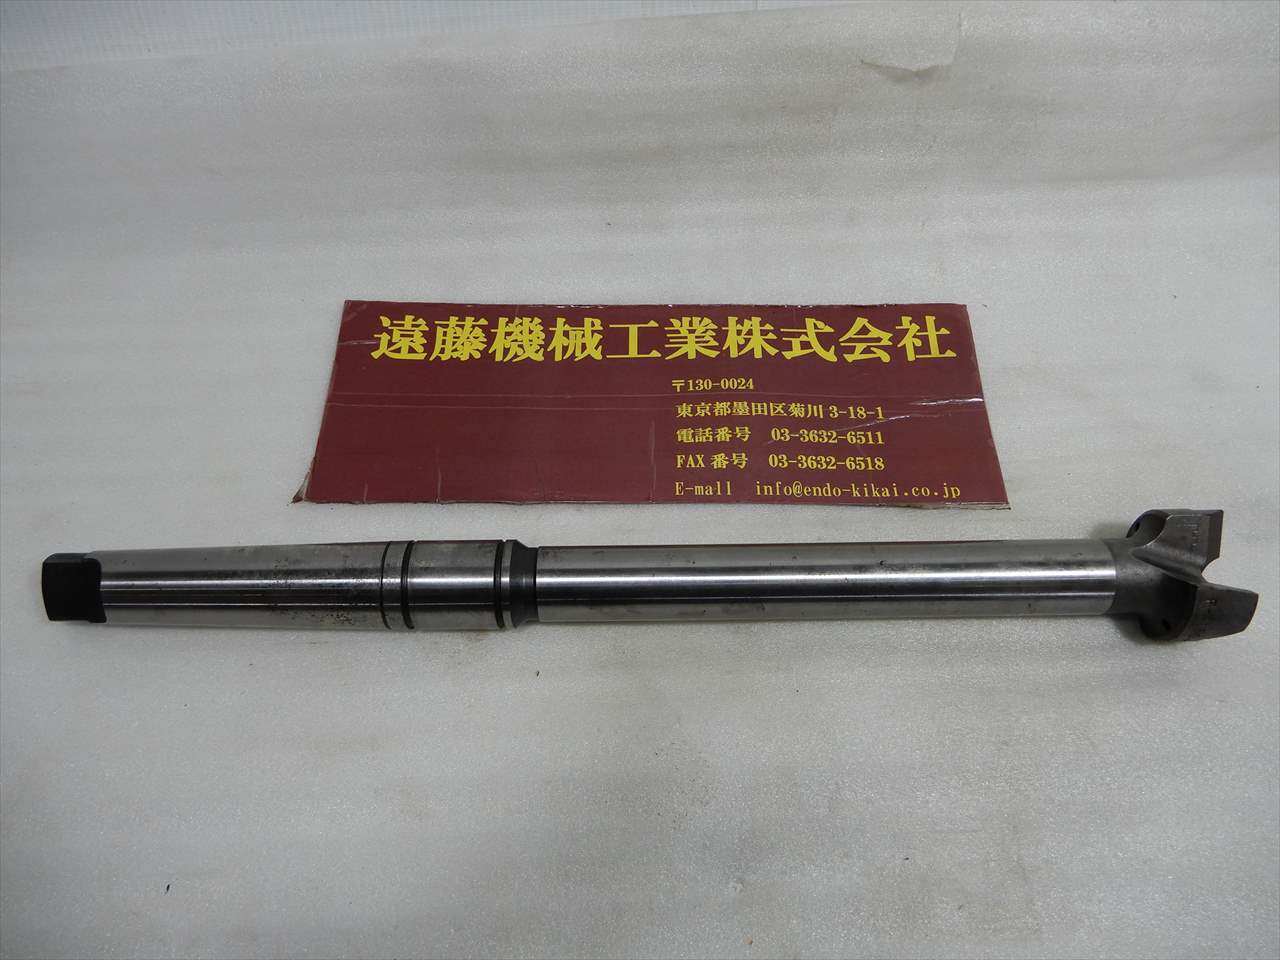 遠藤機械工業株式会社
〒130-0024
東京都墨田区菊川 3-18-1
電話番号 03-3632-6511
FAX 番号 03-3632-6518
E-mall info@endo-kikai.co.jp